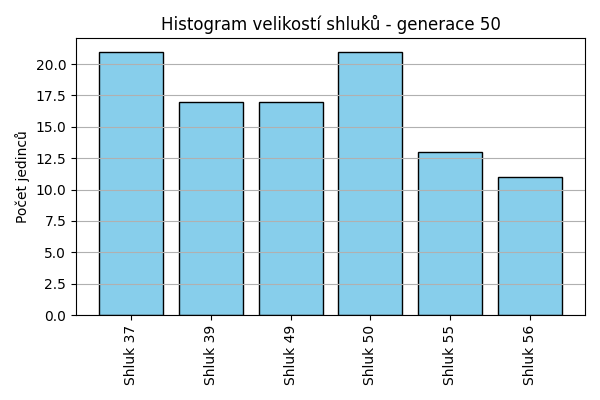 Histogram velikostí shluků - generace 50
Počet jedinců
20.0
17.5
15.0
12.5
10.0
7.5
5.0
2.5
0.0
Shluk 37
Shluk 39
Shluk 49
Shluk 50
Shluk 55
Shluk 56